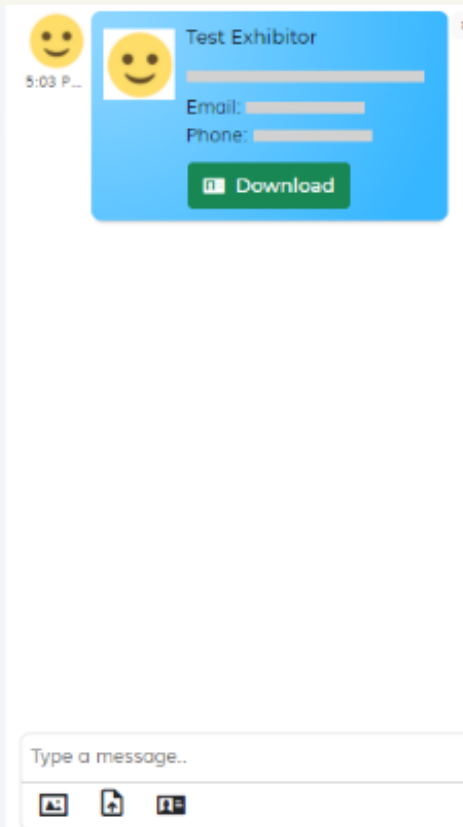 Test Exhibitor
5:03 P...
Email:
Phone:
Download
Type a message..